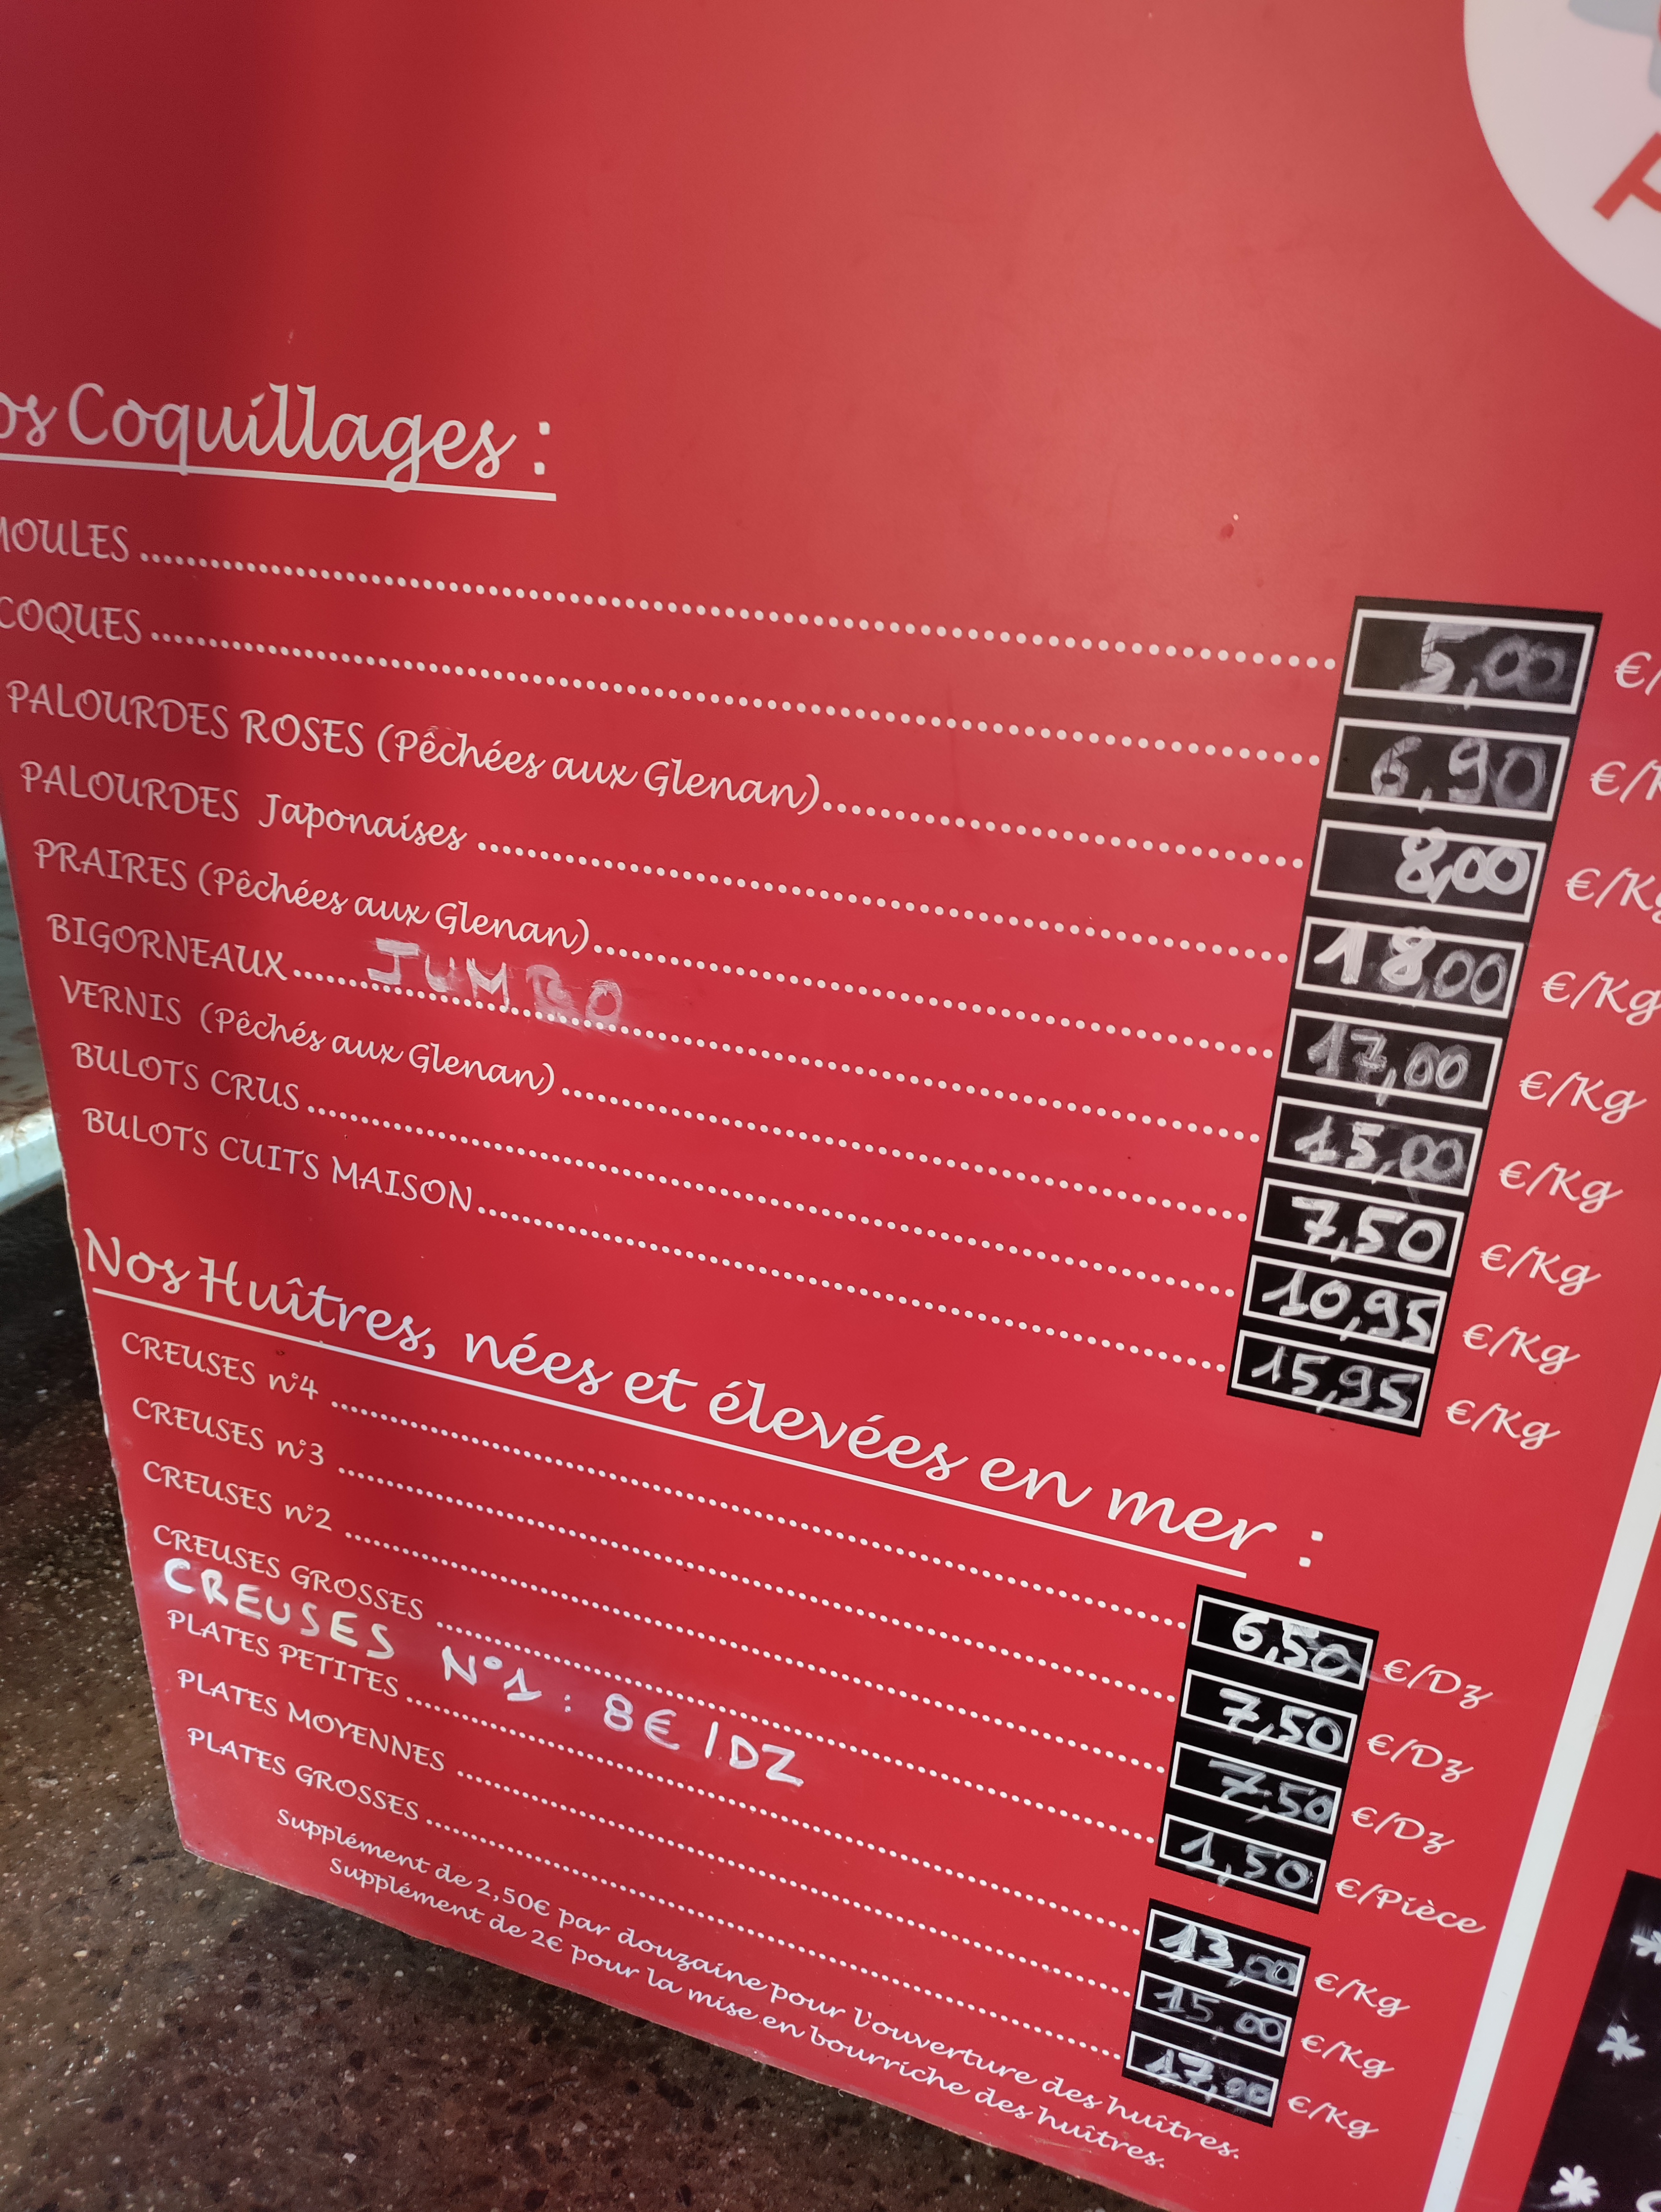 os Coquillages :
MOULES 5,00 €/
COQUES 6,90 €/K
PALOURDES ROSES (Pêchées aux Glenan) 8,00 €/Kg
PALOURDES Japonaises 18,00 €/Kg
PRAIRES (Pêchées aux Glenan) 17,00 €/Kg
BIGORNEAUX JUMBO 15,00 €/Kg
VERNIS (Pêchés aux Glenan) 7,50 €/Kg
BULOTS CRUS 10,95 €/Kg
BULOTS CUITS MAISON 15,95 €/Kg
Nos Huîtres, nées et élevées en mer :
CREUSES n°4 6,50 €/Dz
CREUSES n°3 7,50 €/Dz
CREUSES n°2 7,50 €/Dz
CREUSES GROSSES 1,50 €/Pièce
CREUSES N°1 : 8€/DZ
PLATES PETITES 13,00 €/Kg
PLATES MOYENNES 15,00 €/Kg
PLATES GROSSES 17,00 €/Kg
Supplément de 2,50€ par douzaine pour l'ouverture des huîtres.
Supplément de 2€ pour la mise en bourriche des huîtres.